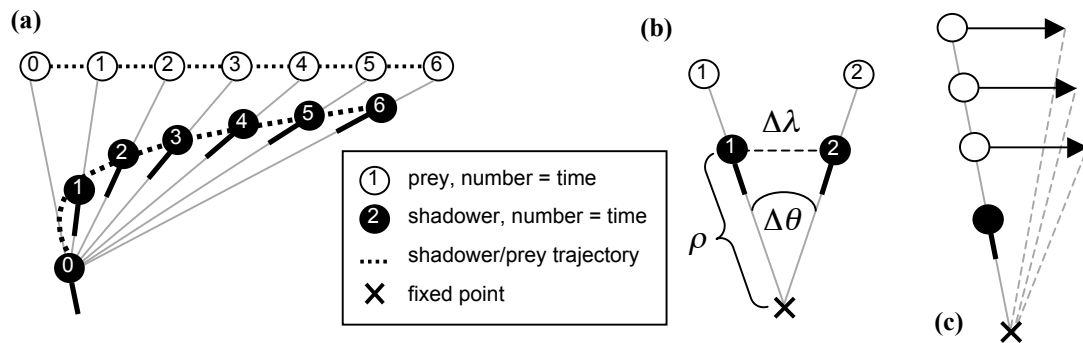 (a)
0 1 2 3 4 5 6
0 1 2 3 4 5 6
1 prey, number = time
2 shadower, number = time
shadower/prey trajectory
fixed point
(b)
1 2
Δλ
1 2
Δθ
ρ
(c)